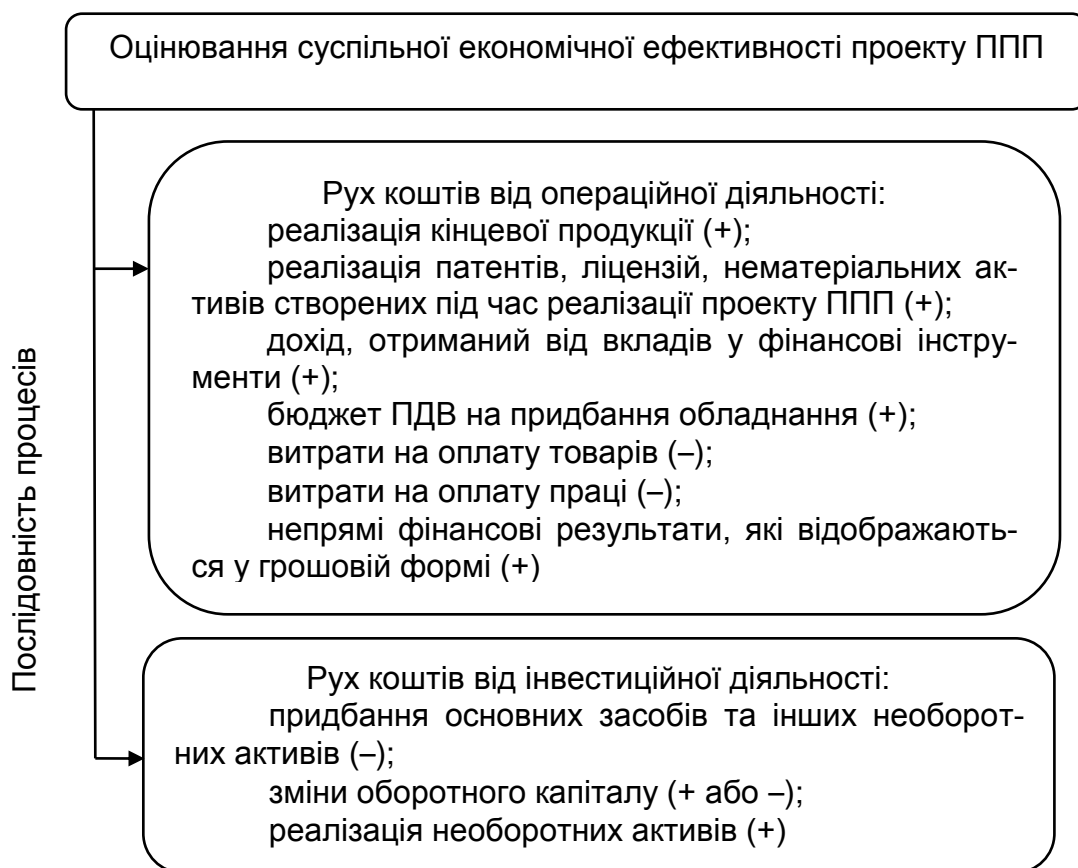 Оцінювання суспільної економічної ефективності проекту ППП
Послідовність процесів
Рух коштів від операційної діяльності:
реалізація кінцевої продукції (+);
реалізація патентів, ліцензій, нематеріальних ак-
тивів створених під час реалізації проекту ППП (+);
дохід, отриманий від вкладів у фінансові інстру-
менти (+);
бюджет ПДВ на придбання обладнання (+);
витрати на оплату товарів (–);
витрати на оплату праці (–);
непрямі фінансові результати, які відображають-
ся у грошовій формі (+)
Рух коштів від інвестиційної діяльності:
придбання основних засобів та інших необорот-
них активів (–);
зміни оборотного капіталу (+ або –);
реалізація необоротних активів (+)